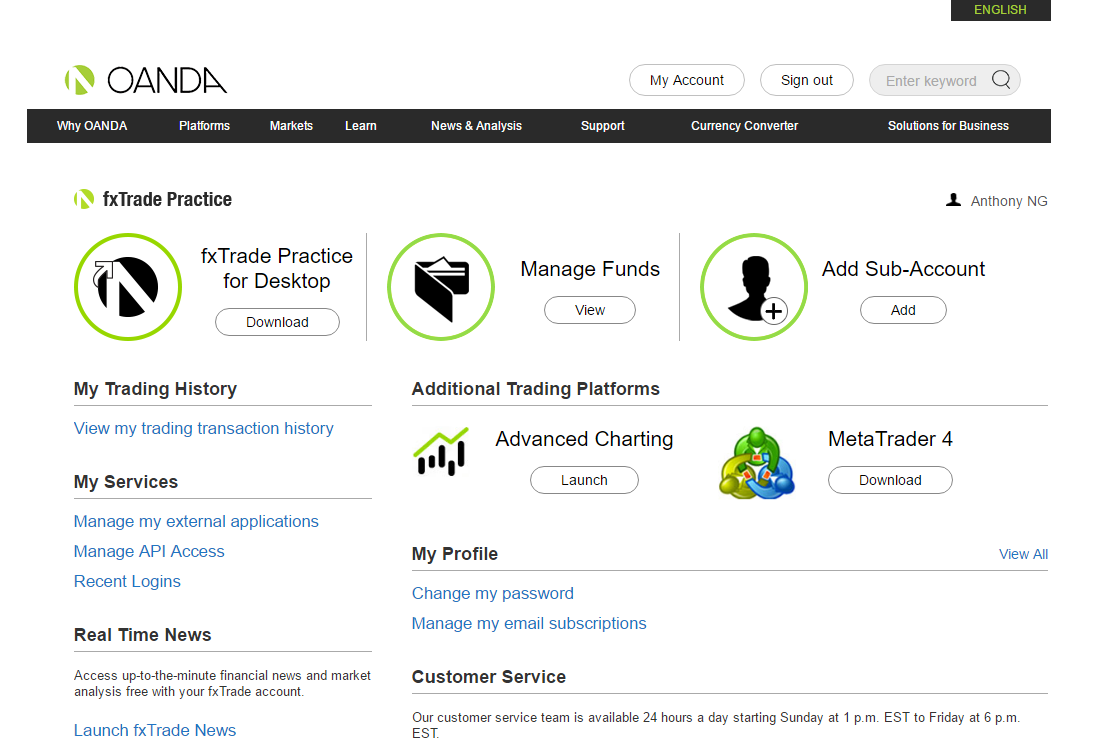 ENGLISH
OANDA
My Account
Sign out
Enter keyword
Why OANDA
Platforms
Markets
Learn
News & Analysis
Support
Currency Converter
Solutions for Business
fxTrade Practice
Anthony NG
fxTrade Practice
for Desktop
Download
Manage Funds
View
Add Sub-Account
Add
My Trading History
View my trading transaction history
My Services
Manage my external applications
Manage API Access
Recent Logins
Real Time News
Access up-to-the-minute financial news and market
analysis free with your fxTrade account.
Launch fxTrade News
Additional Trading Platforms
Advanced Charting
Launch
MetaTrader 4
Download
My Profile
View All
Change my password
Manage my email subscriptions
Customer Service
Our customer service team is available 24 hours a day starting Sunday at 1 p.m. EST to Friday at 6 p.m.
EST.